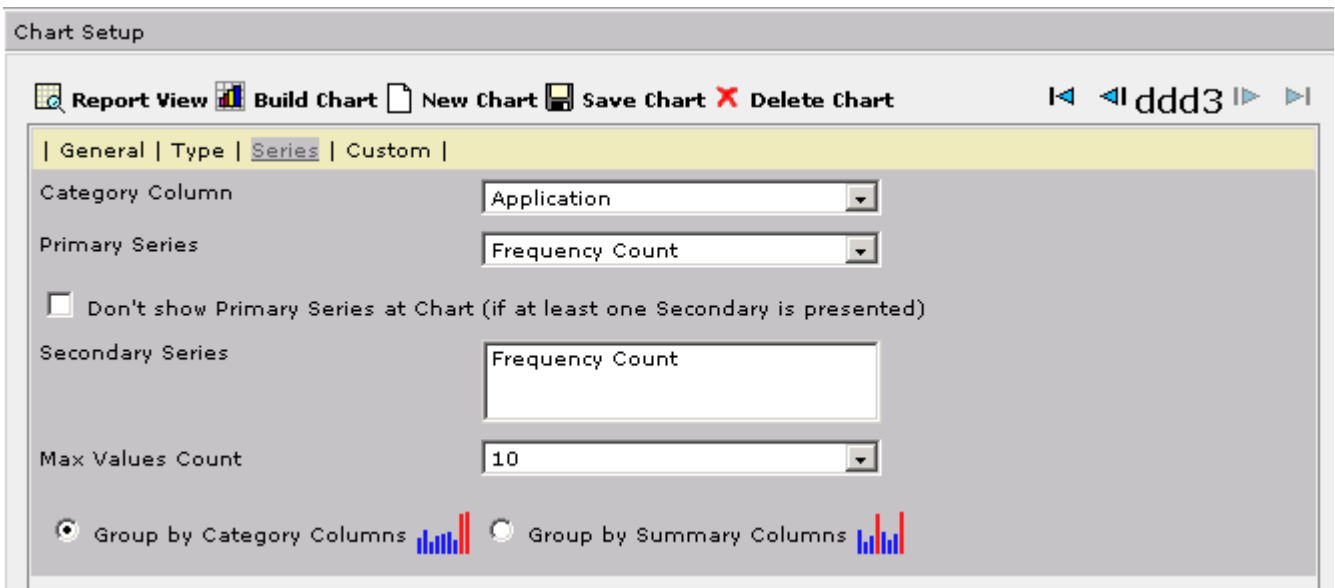 Chart Setup
Report View Build Chart New Chart Save Chart Delete Chart ddd3
| General | Type | Series | Custom |
Category Column Application
Primary Series Frequency Count
Don't show Primary Series at Chart (if at least one Secondary is presented)
Secondary Series Frequency Count
Max Values Count 10
Group by Category Columns Group by Summary Columns